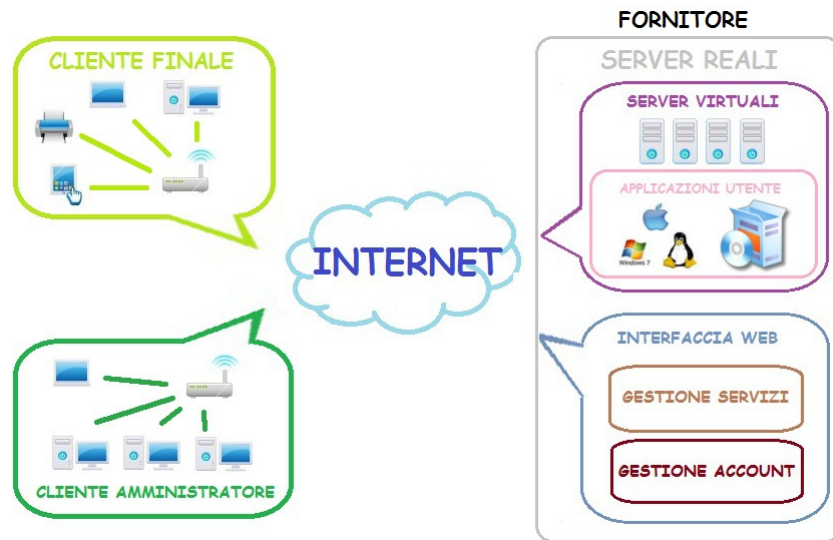 FORNITORE
CLIENTE FINALE
SERVER REALI
SERVER VIRTUALI
APPLICAZIONI UTENTE
Windows 7
INTERNET
INTERFACCIA WEB
GESTIONE SERVIZI
GESTIONE ACCOUNT
CLIENTE AMMINISTRATORE